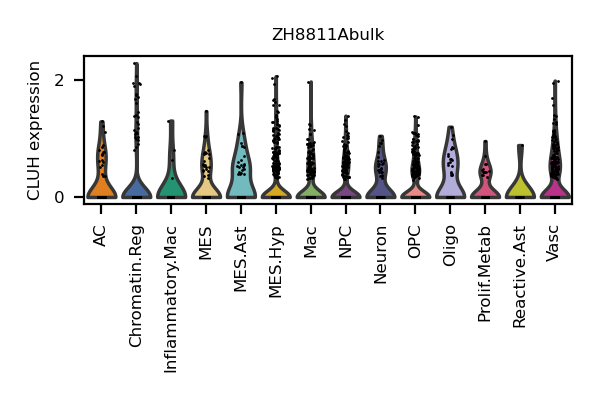 ZH8811Abulk
CLUH expression
2
0
AC
Chromatin.Reg
Inflammatory.Mac
MES
MES.Ast
MES.Hyp
Mac
NPC
Neuron
OPC
Oligo
Prolif.Metab
Reactive.Ast
Vasc